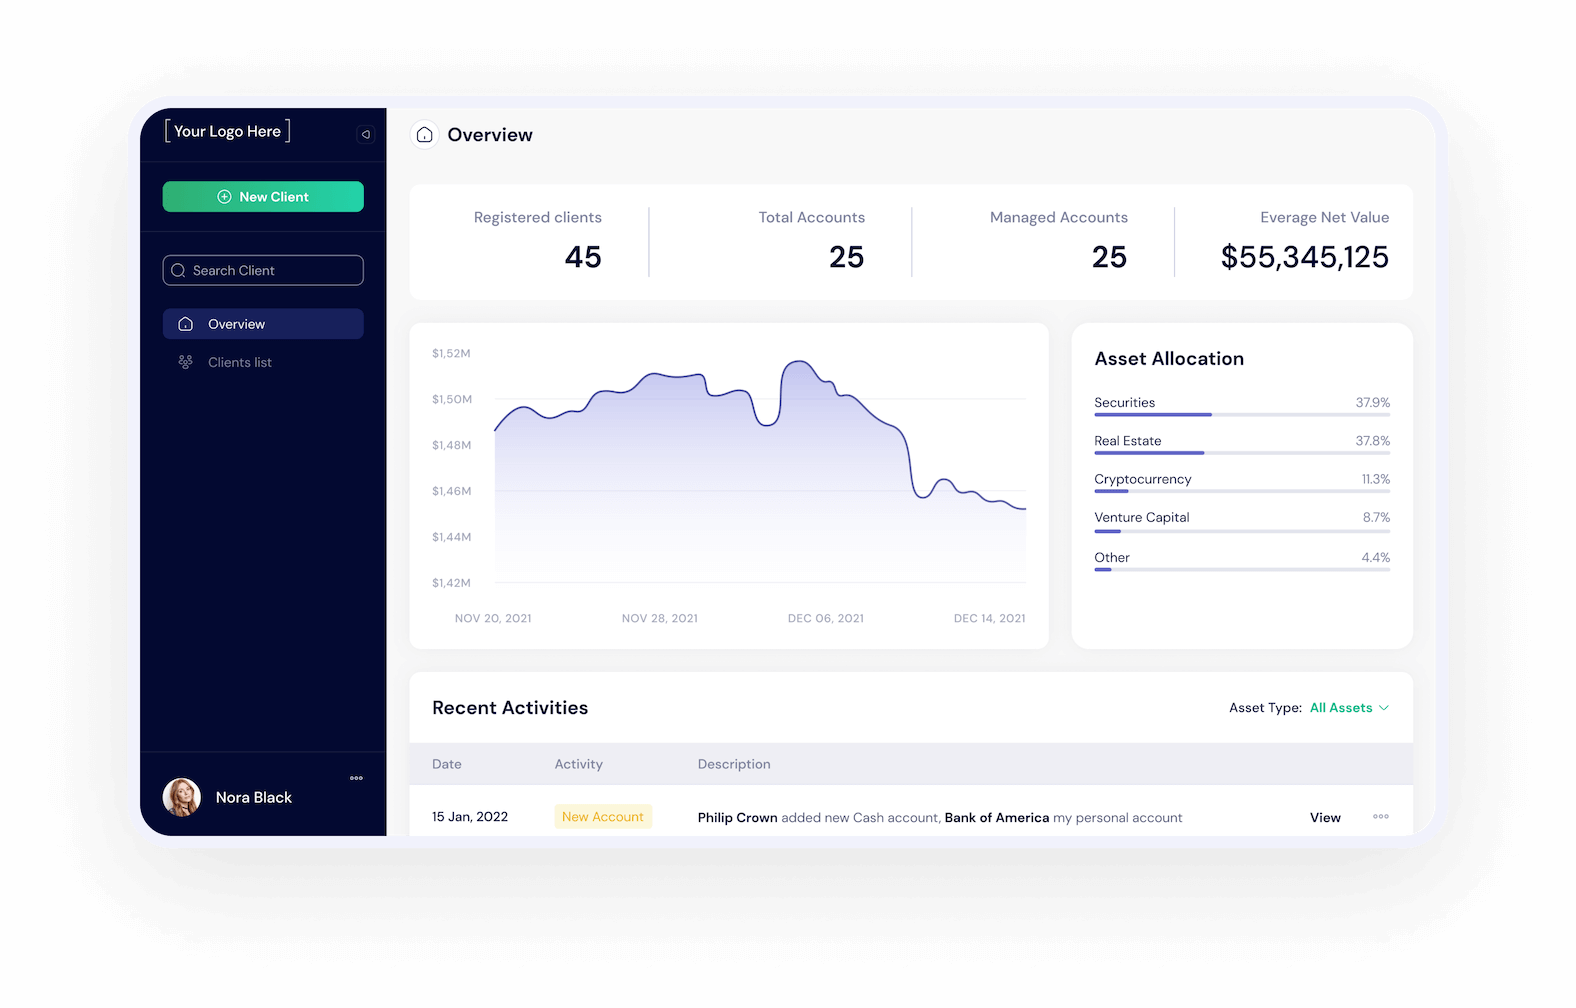 [Your Logo Here]
New Client
Search Client
Overview
Clients list
Nora Black
Overview
Registered clients
45
Total Accounts
25
Managed Accounts
25
Everage Net Value
$55,345,125
$1,52M
$1,50M
$1,48M
$1,46M
$1,44M
$1,42M
NOV 20, 2021 NOV 28, 2021 DEC 06, 2021 DEC 14, 2021
Asset Allocation
Securities 37.9%
Real Estate 37.8%
Cryptocurrency 11.3%
Venture Capital 8.7%
Other 4.4%
Recent Activities
Asset Type: All Assets
Date Activity Description
15 Jan, 2022 New Account Philip Crown added new Cash account, Bank of America my personal account View